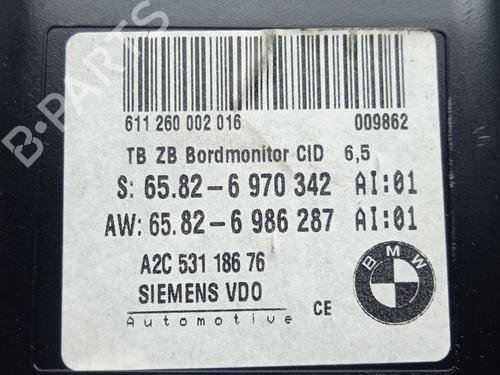 611 260 002 016 009862
TB ZB Bordmonitor CID 6,5
S: 65.82-6 970 342 AI:01
AW: 65.82-6 986 287 AI:01
A2C 531 186 76
SIEMENS VDO
Automotive CE
BMW
B-PARTS